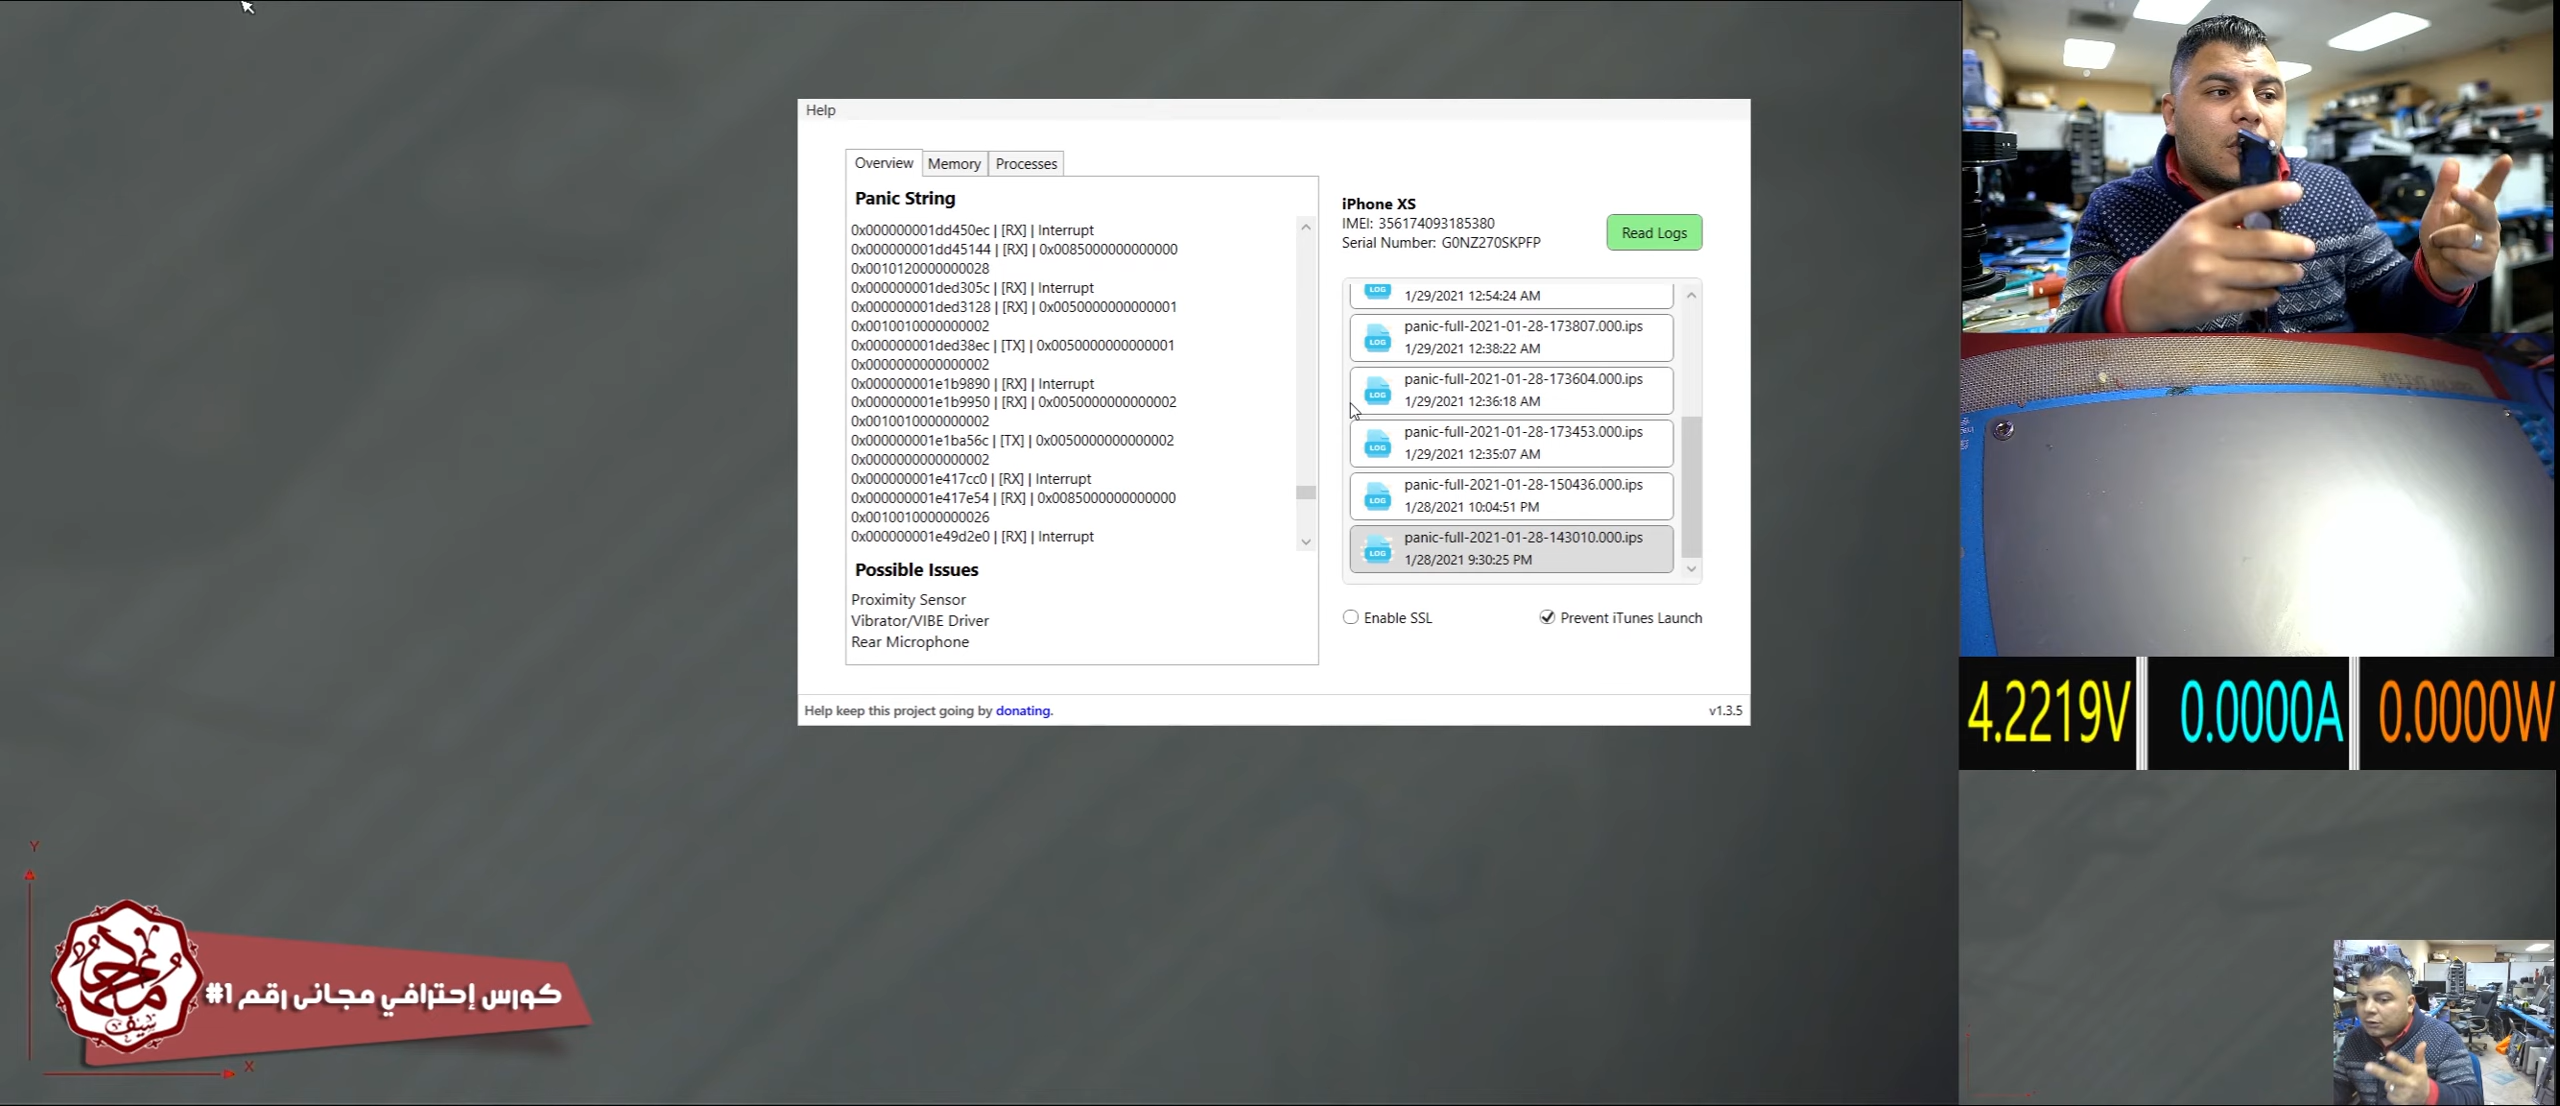 Help
Overview
Memory
Processes
Panic String
0x000000001dd450ec | [RX] | Interrupt
0x000000001dd45144 | [RX] | 0x0085000000000000
0x0010120000000028
0x000000001ded305c | [RX] | Interrupt
0x000000001ded3128 | [RX] | 0x0050000000000001
0x0010010000000002
0x000000001ded38ec | [TX] | 0x0050000000000001
0x0000000000000002
0x000000001e1b9890 | [RX] | Interrupt
0x000000001e1b9950 | [RX] | 0x0050000000000002
0x0010010000000002
0x000000001e1ba56c | [TX] | 0x0050000000000002
0x0000000000000002
0x000000001e417cc0 | [RX] | Interrupt
0x000000001e417e54 | [RX] | 0x0085000000000000
0x0010010000000026
0x000000001e49d2e0 | [RX] | Interrupt
Possible Issues
Proximity Sensor
Vibrator/VIBE Driver
Rear Microphone
iPhone XS
IMEI: 356174093185380
Serial Number: G0NZ270SKPFP
Read Logs
LOG
1/29/2021 12:54:24 AM
LOG
panic-full-2021-01-28-173807.000.ips
1/29/2021 12:38:22 AM
LOG
panic-full-2021-01-28-173604.000.ips
1/29/2021 12:36:18 AM
LOG
panic-full-2021-01-28-173453.000.ips
1/29/2021 12:35:07 AM
LOG
panic-full-2021-01-28-150436.000.ips
1/28/2021 10:04:51 PM
LOG
panic-full-2021-01-28-143010.000.ips
1/28/2021 9:30:25 PM
Enable SSL
Prevent iTunes Launch
Help keep this project going by donating.
v1.3.5
4.2219V
0.0000A
0.0000W
Y
X
سيف
كورس إحترافي مجانى رقم 1#